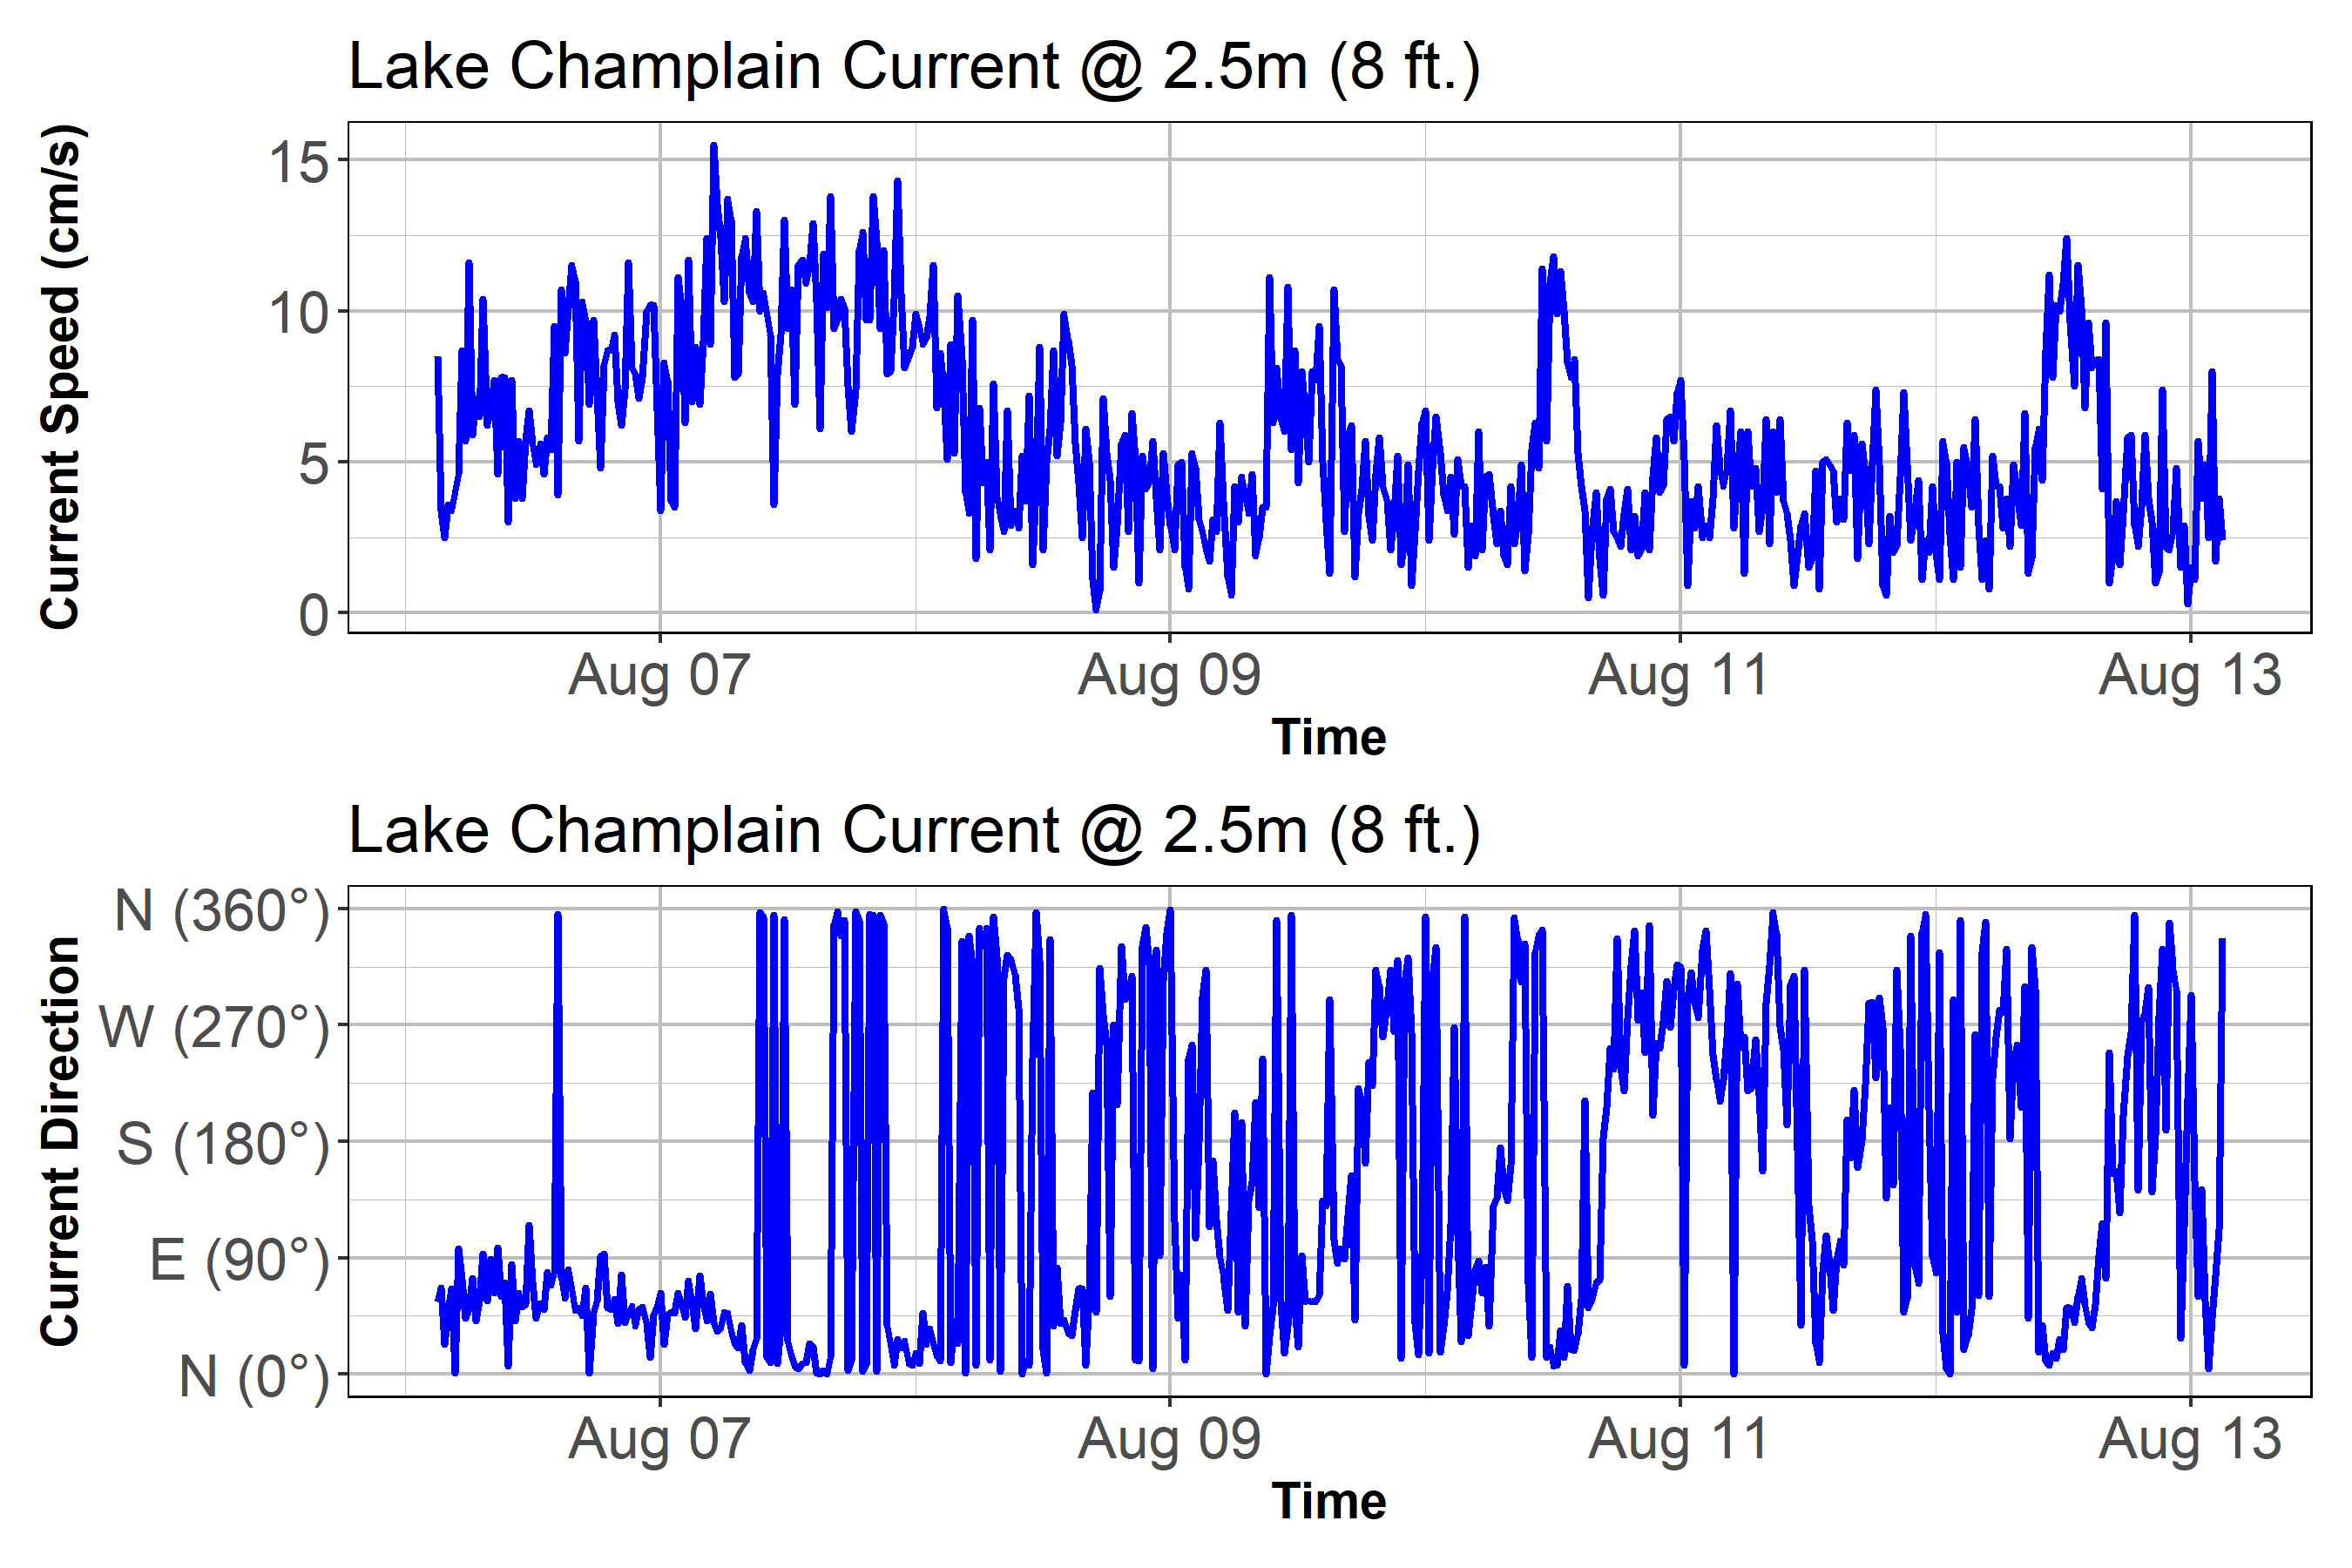 Lake Champlain Current @ 2.5m (8 ft.)
Current Speed (cm/s)
15
10
5
0
Aug 07 Aug 09 Aug 11 Aug 13
Time
Lake Champlain Current @ 2.5m (8 ft.)
Current Direction
N (360°)
W (270°)
S (180°)
E (90°)
N (0°)
Aug 07 Aug 09 Aug 11 Aug 13
Time